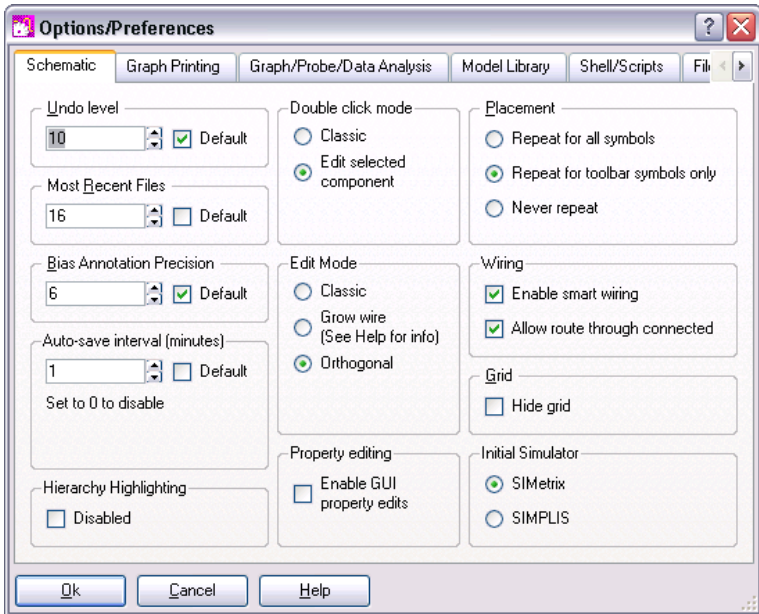 Options/Preferences
Schematic
Graph Printing
Graph/Probe/Data Analysis
Model Library
Shell/Scripts
Undo level
10
Default
Most Recent Files
16
Default
Bias Annotation Precision
6
Default
Auto-save interval (minutes)
1
Default
Set to 0 to disable
Hierarchy Highlighting
Disabled
Double click mode
Classic
Edit selected
component
Edit Mode
Classic
Grow wire
(See Help for info)
Orthogonal
Property editing
Enable GUI
property edits
Placement
Repeat for all symbols
Repeat for toolbar symbols only
Never repeat
Wiring
Enable smart wiring
Allow route through connected
Grid
Hide grid
Initial Simulator
SIMetrix
SIMPLIS
Ok
Cancel
Help